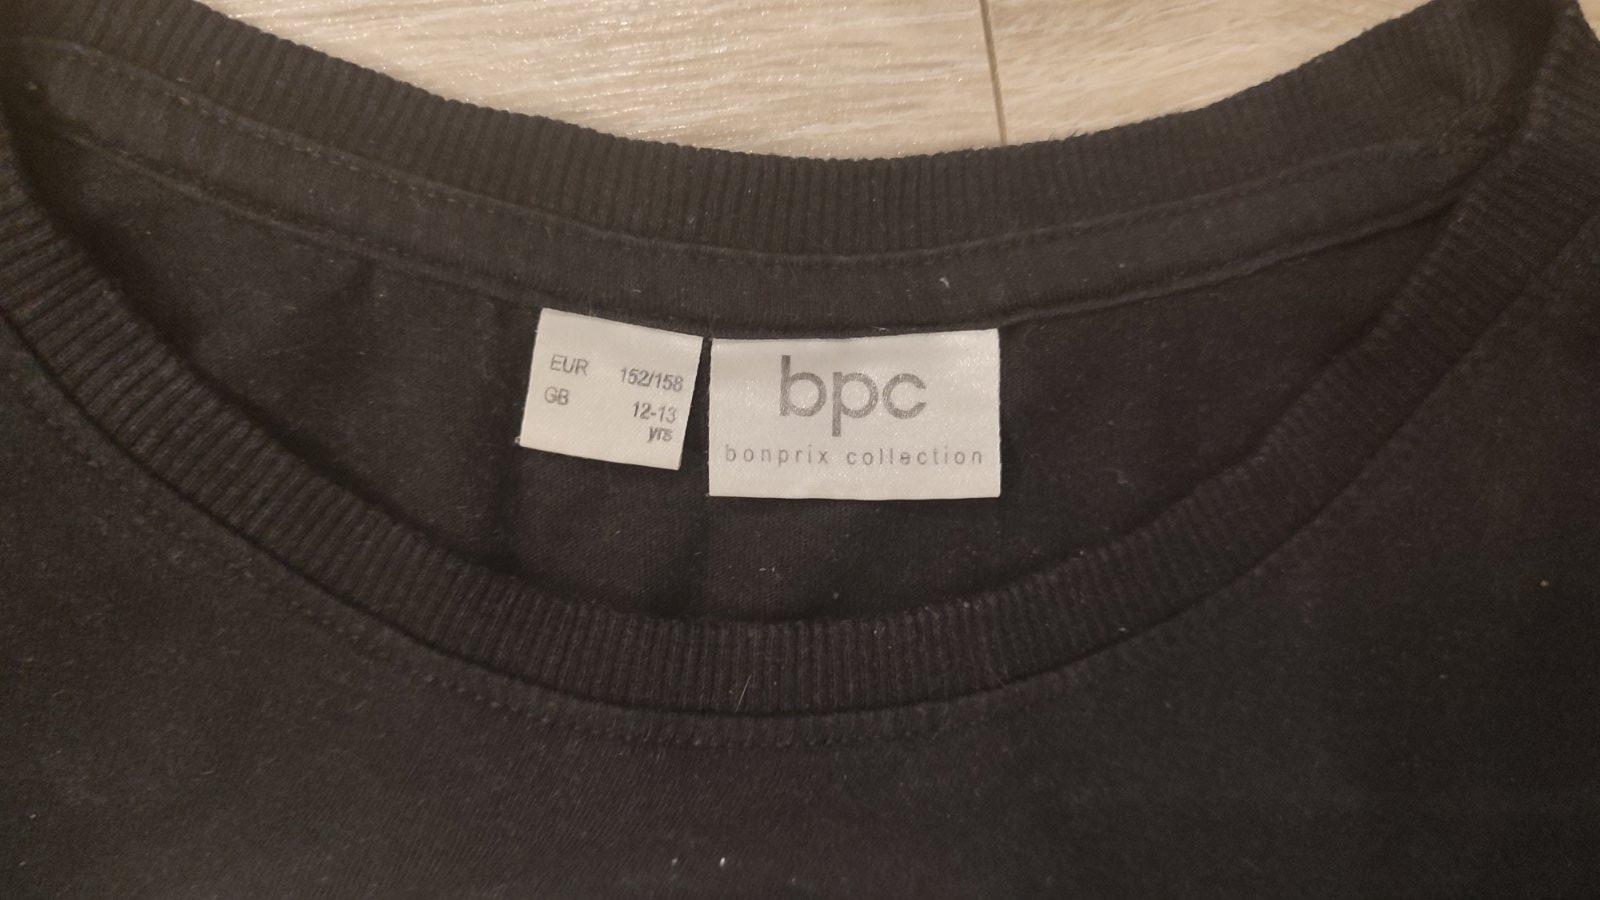 EUR 152/158
GB 12-13
yrs
bpc
bonprix collection